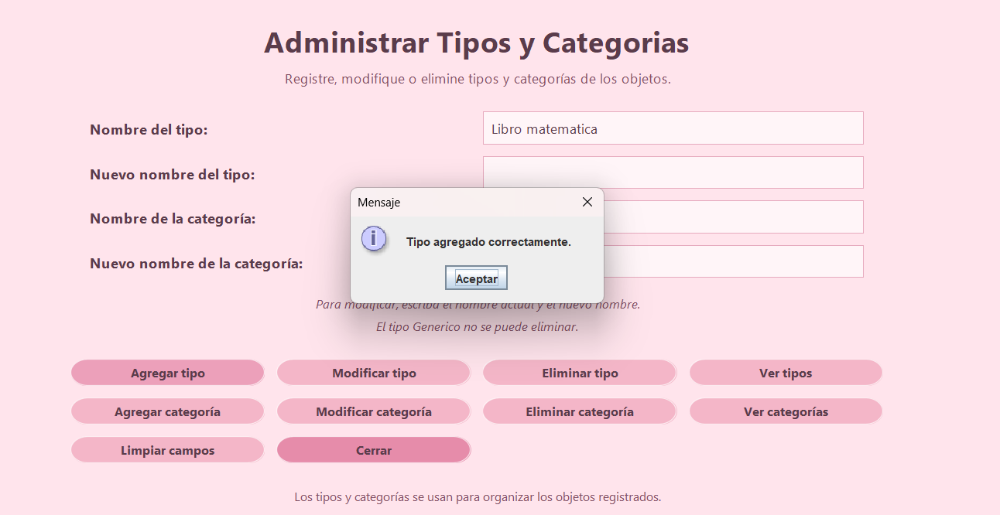 Administrar Tipos y Categorias
Registre, modifique o elimine tipos y categorías de los objetos.
Nombre del tipo: Libro matematica
Nuevo nombre del tipo:
Mensaje
Nombre de la categoría:
Tipo agregado correctamente.
Nuevo nombre de la categoría:
Aceptar
Para modificar, escriba el nombre actual y el nuevo nombre.
El tipo Generico no se puede eliminar.
Agregar tipo Modificar tipo Eliminar tipo Ver tipos
Agregar categoría Modificar categoría Eliminar categoría Ver categorías
Limpiar campos Cerrar
Los tipos y categorías se usan para organizar los objetos registrados.